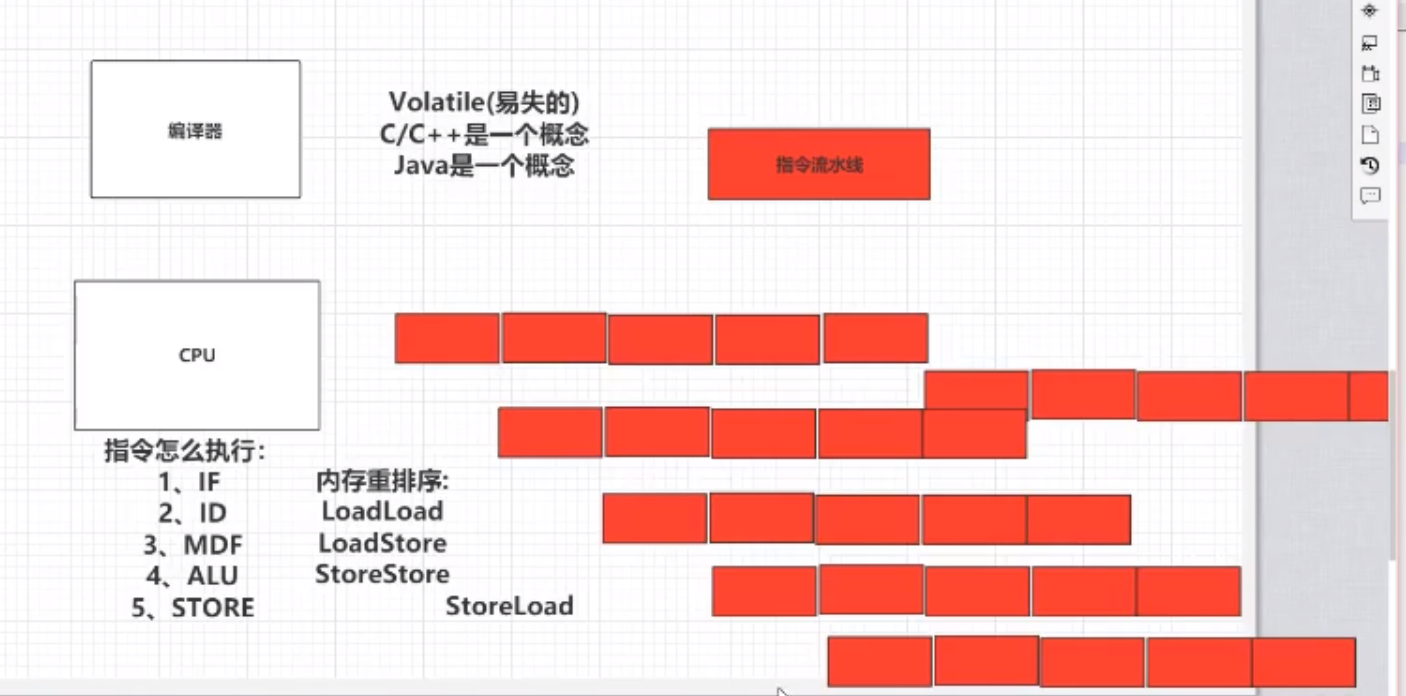 编译器
Volatile(易失的)
C/C++是一个概念
Java是一个概念
指令流水线
CPU
指令怎么执行:
1、IF
2、ID
3、MDF
4、ALU
5、STORE
内存重排序:
LoadLoad
LoadStore
StoreStore
StoreLoad